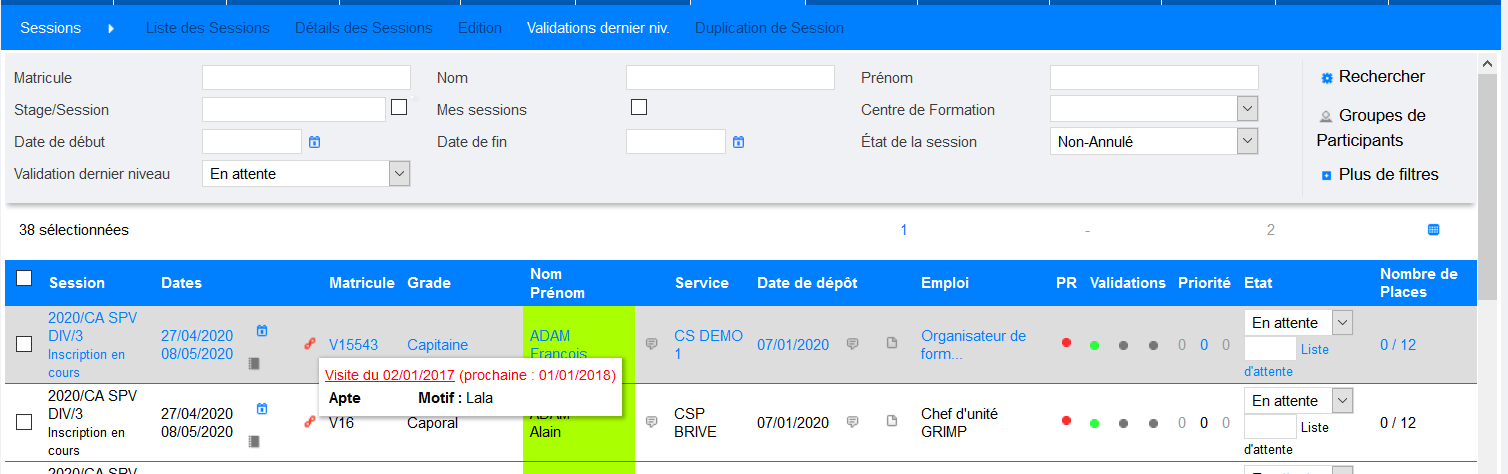 Sessions Liste des Sessions Détails des Sessions Edition Validations dernier niv. Duplication de Session
Matricule Nom Prénom Rechercher
Stage/Session Mes sessions Centre de Formation Groupes de
Participants
Date de début Date de fin État de la session Non-Annulé
Validation dernier niveau En attente Plus de filtres
38 sélectionnées 1 - 2
Session Dates Matricule Grade Nom
Prénom Service Date de dépôt Emploi PR Validations Priorité Etat Nombre de
Places
2020/CA SPV
DIV/3
Inscription en
cours
27/04/2020
08/05/2020
V15543 Capitaine ADAM
François
CS DEMO
1
07/01/2020 Organisateur de
form...
0 0 0 En attente
Liste
d'attente
0 / 12
Visite du 02/01/2017 (prochaine : 01/01/2018)
Apte Motif : Lala
2020/CA SPV
DIV/3
Inscription en
cours
27/04/2020
08/05/2020
V16 Caporal ADAM
Alain
CSP
BRIVE
07/01/2020 Chef d'unité
GRIMP
0 0 0 En attente
Liste
d'attente
0 / 12
2020/CA SPV